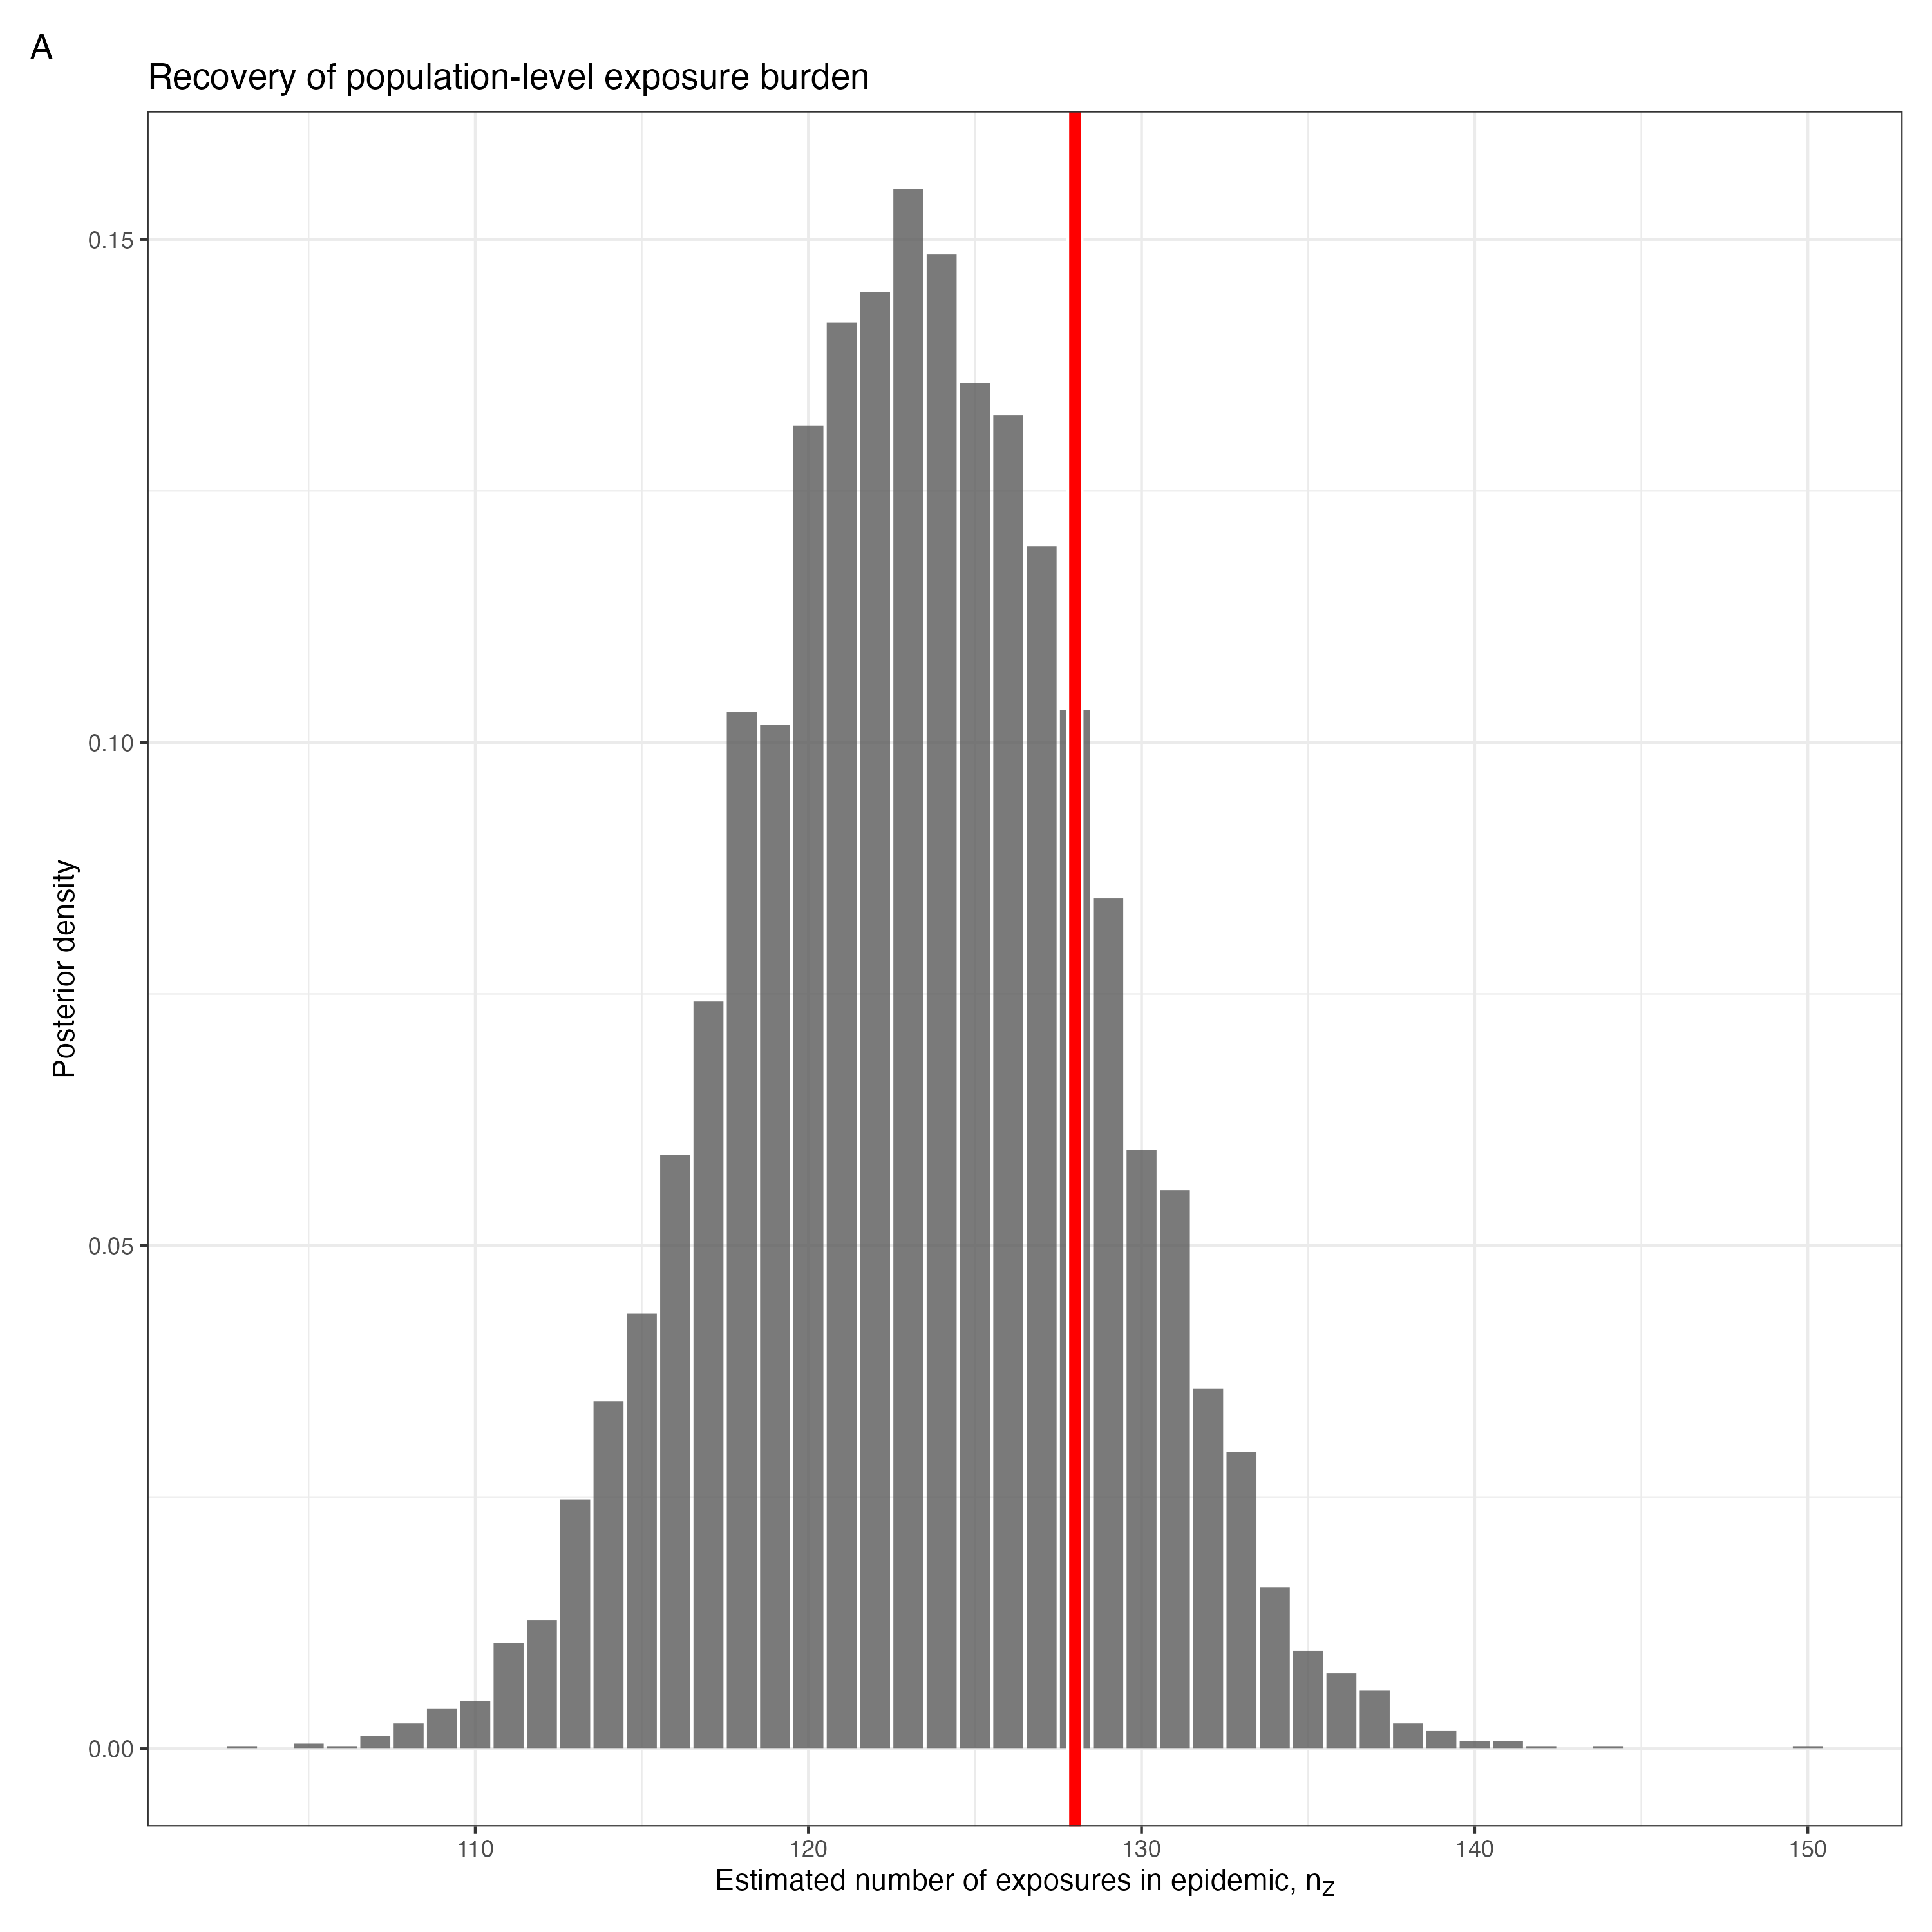 A
Recovery of population-level exposure burden
0.15
0.10
0.05
0.00
Posterior density
110 120 130 140 150
Estimated number of exposures in epidemic, nZ